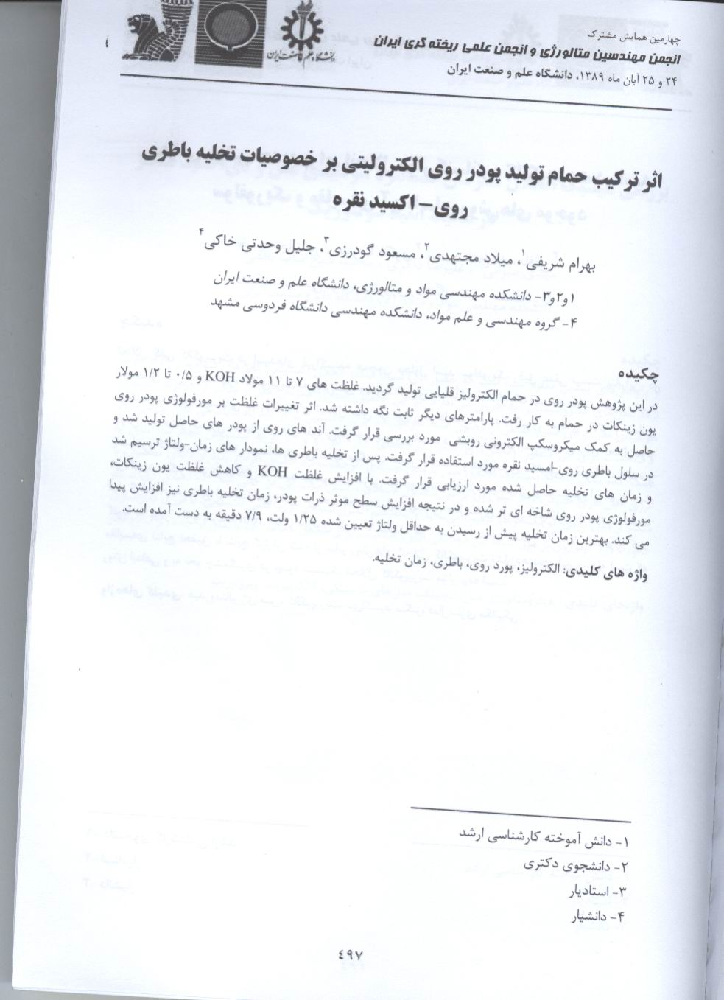 چهارمین همایش مشترک
انجمن مهندسین متالورژی و انجمن علمی ریخته گری ایران
۲۴ و ۲۵ آبان ماه ۱۳۸۹، دانشگاه علم و صنعت ایران
دانشگاه علم و صنعت ایران
اثر ترکیب حمام تولید پودر روی الکترولیتی بر خصوصیات تخلیه باطری
روی – اکسید نقره
بهرام شریفی۱، میلاد مجتهدی۲، مسعود گودرزی۳، جلیل وحدتی خاکی۴
۱و۲و۳- دانشکده مهندسی مواد و متالورژی، دانشگاه علم و صنعت ایران
۴- گروه مهندسی و علم مواد، دانشکده مهندسی دانشگاه فردوسی مشهد
چکیده
در این پژوهش پودر روی در حمام الکترولیز قلیایی تولید گردید. غلظت های ۷ تا ۱۱ مولاد KOH و ۰/۵ تا ۱/۲ مولار
یون زینکات در حمام به کار رفت. پارامترهای دیگر ثابت نگه داشته شد. اثر تغییرات غلظت بر مورفولوژی پودر روی
حاصل به کمک میکروسکپ الکترونی روبشی مورد بررسی قرار گرفت. آند های روی از پودر های حاصل تولید شد و
در سلول باطری روی-امسید نقره مورد استفاده قرار گرفت. پس از تخلیه باطری ها، نمودار های زمان-ولتاژ ترسیم شد
و زمان های تخلیه حاصل شده مورد ارزیابی قرار گرفت. با افزایش غلظت KOH و کاهش غلظت یون زینکات،
مورفولوژی پودر روی شاخه ای تر شده و در نتیجه افزایش سطح موثر ذرات پودر، زمان تخلیه باطری نیز افزایش پیدا
می کند. بهترین زمان تخلیه پیش از رسیدن به حداقل ولتاژ تعیین شده ۱/۲۵ ولت، ۷/۹ دقیقه به دست آمده است.
واژه های کلیدی: الکترولیز، پورد روی، باطری، زمان تخلیه.
۱- دانش آموخته کارشناسی ارشد
۲- دانشجوی دکتری
۳- استادیار
۴- دانشیار
٤٩٧